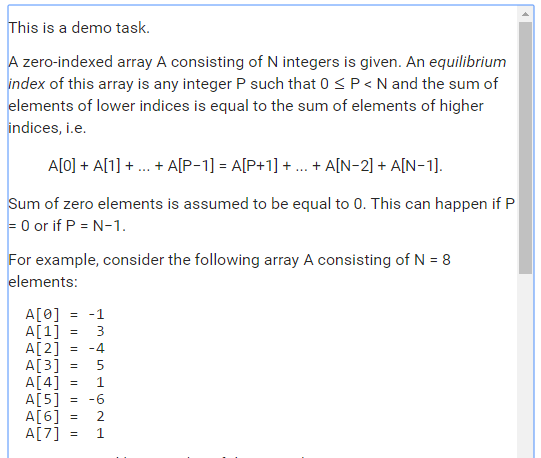 This is a demo task.
A zero-indexed array A consisting of N integers is given. An equilibrium
index of this array is any integer P such that 0 ≤ P < N and the sum of
elements of lower indices is equal to the sum of elements of higher
indices, i.e.
A[0] + A[1] + ... + A[P−1] = A[P+1] + ... + A[N−2] + A[N−1].
Sum of zero elements is assumed to be equal to 0. This can happen if P
= 0 or if P = N−1.
For example, consider the following array A consisting of N = 8
elements:
A[0] = -1
A[1] =  3
A[2] = -4
A[3] =  5
A[4] =  1
A[5] = -6
A[6] =  2
A[7] =  1